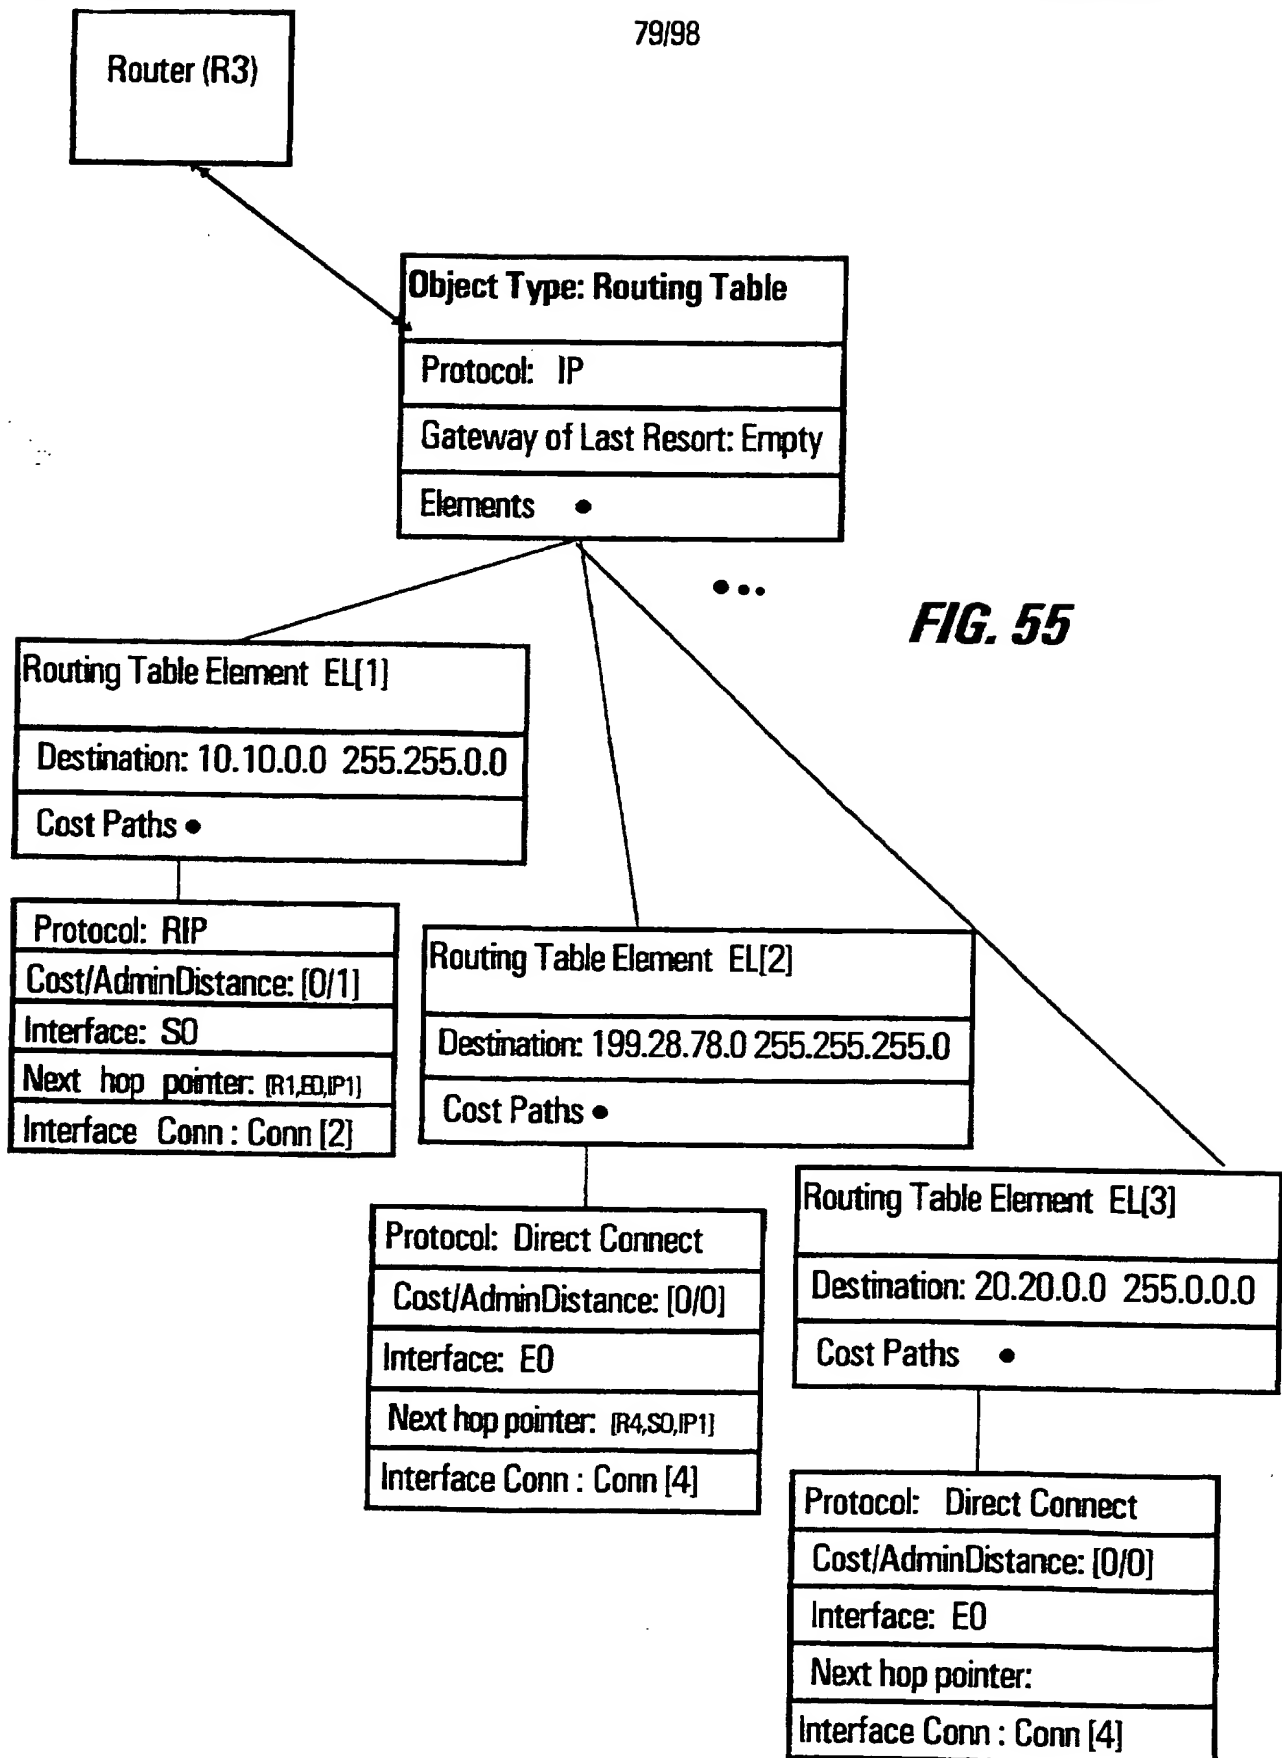 79/98
Router (R3)
Object Type: Routing Table
Protocol: IP
Gateway of Last Resort: Empty
Elements •
•••
FIG. 55
Routing Table Element EL[1]
Destination: 10.10.0.0 255.255.0.0
Cost Paths •
Protocol: RIP
Cost/AdminDistance: [0/1]
Interface: S0
Next hop pointer: [R1,E0,IP1]
Interface Conn : Conn [2]
Routing Table Element EL[2]
Destination: 199.28.78.0 255.255.255.0
Cost Paths •
Protocol: Direct Connect
Cost/AdminDistance: [0/0]
Interface: E0
Next hop pointer: [R4,S0,IP1]
Interface Conn : Conn [4]
Routing Table Element EL[3]
Destination: 20.20.0.0 255.0.0.0
Cost Paths •
Protocol: Direct Connect
Cost/AdminDistance: [0/0]
Interface: E0
Next hop pointer:
Interface Conn : Conn [4]